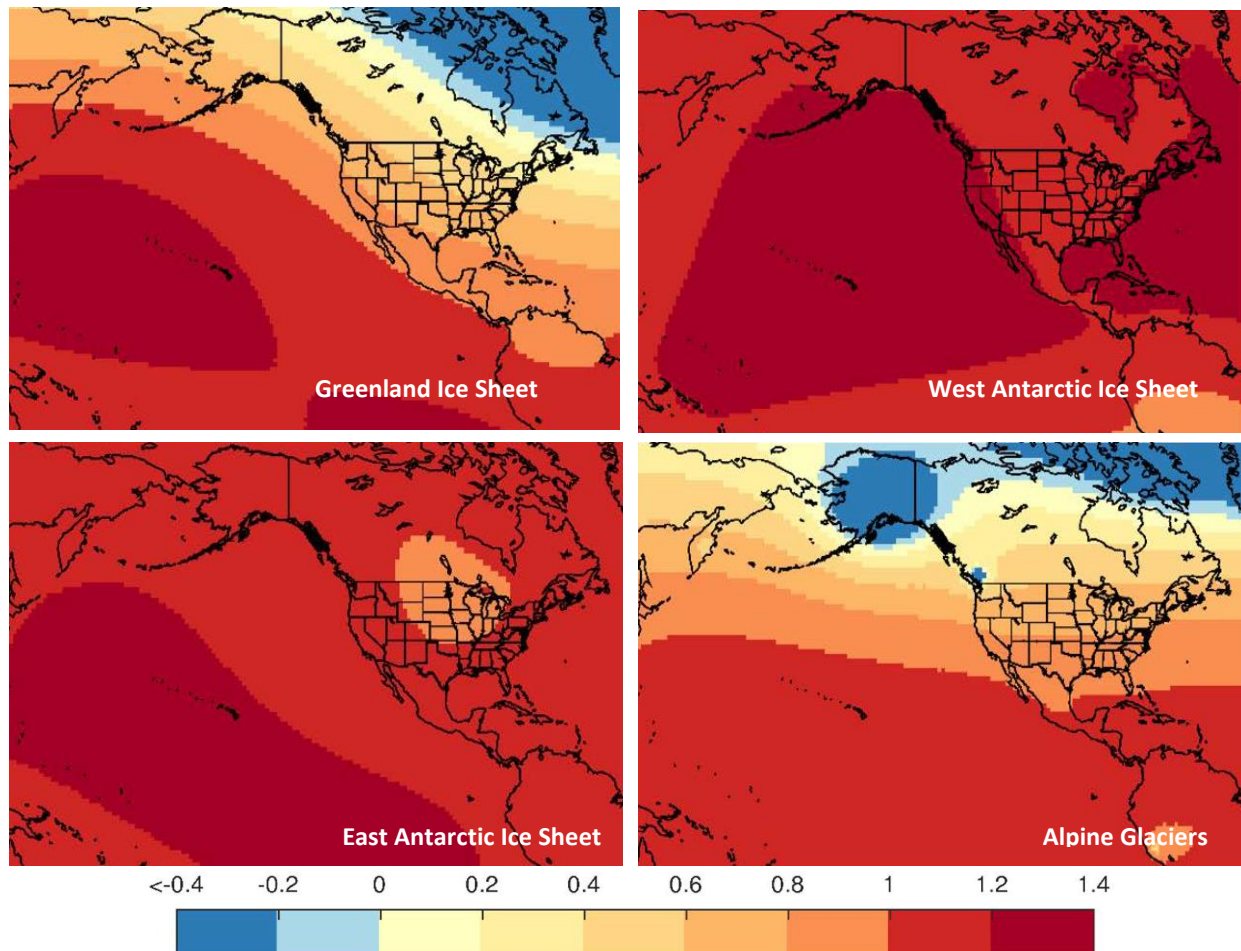 Greenland Ice Sheet
West Antarctic Ice Sheet
East Antarctic Ice Sheet
Alpine Glaciers
<-0.4 -0.2 0 0.2 0.4 0.6 0.8 1 1.2 1.4